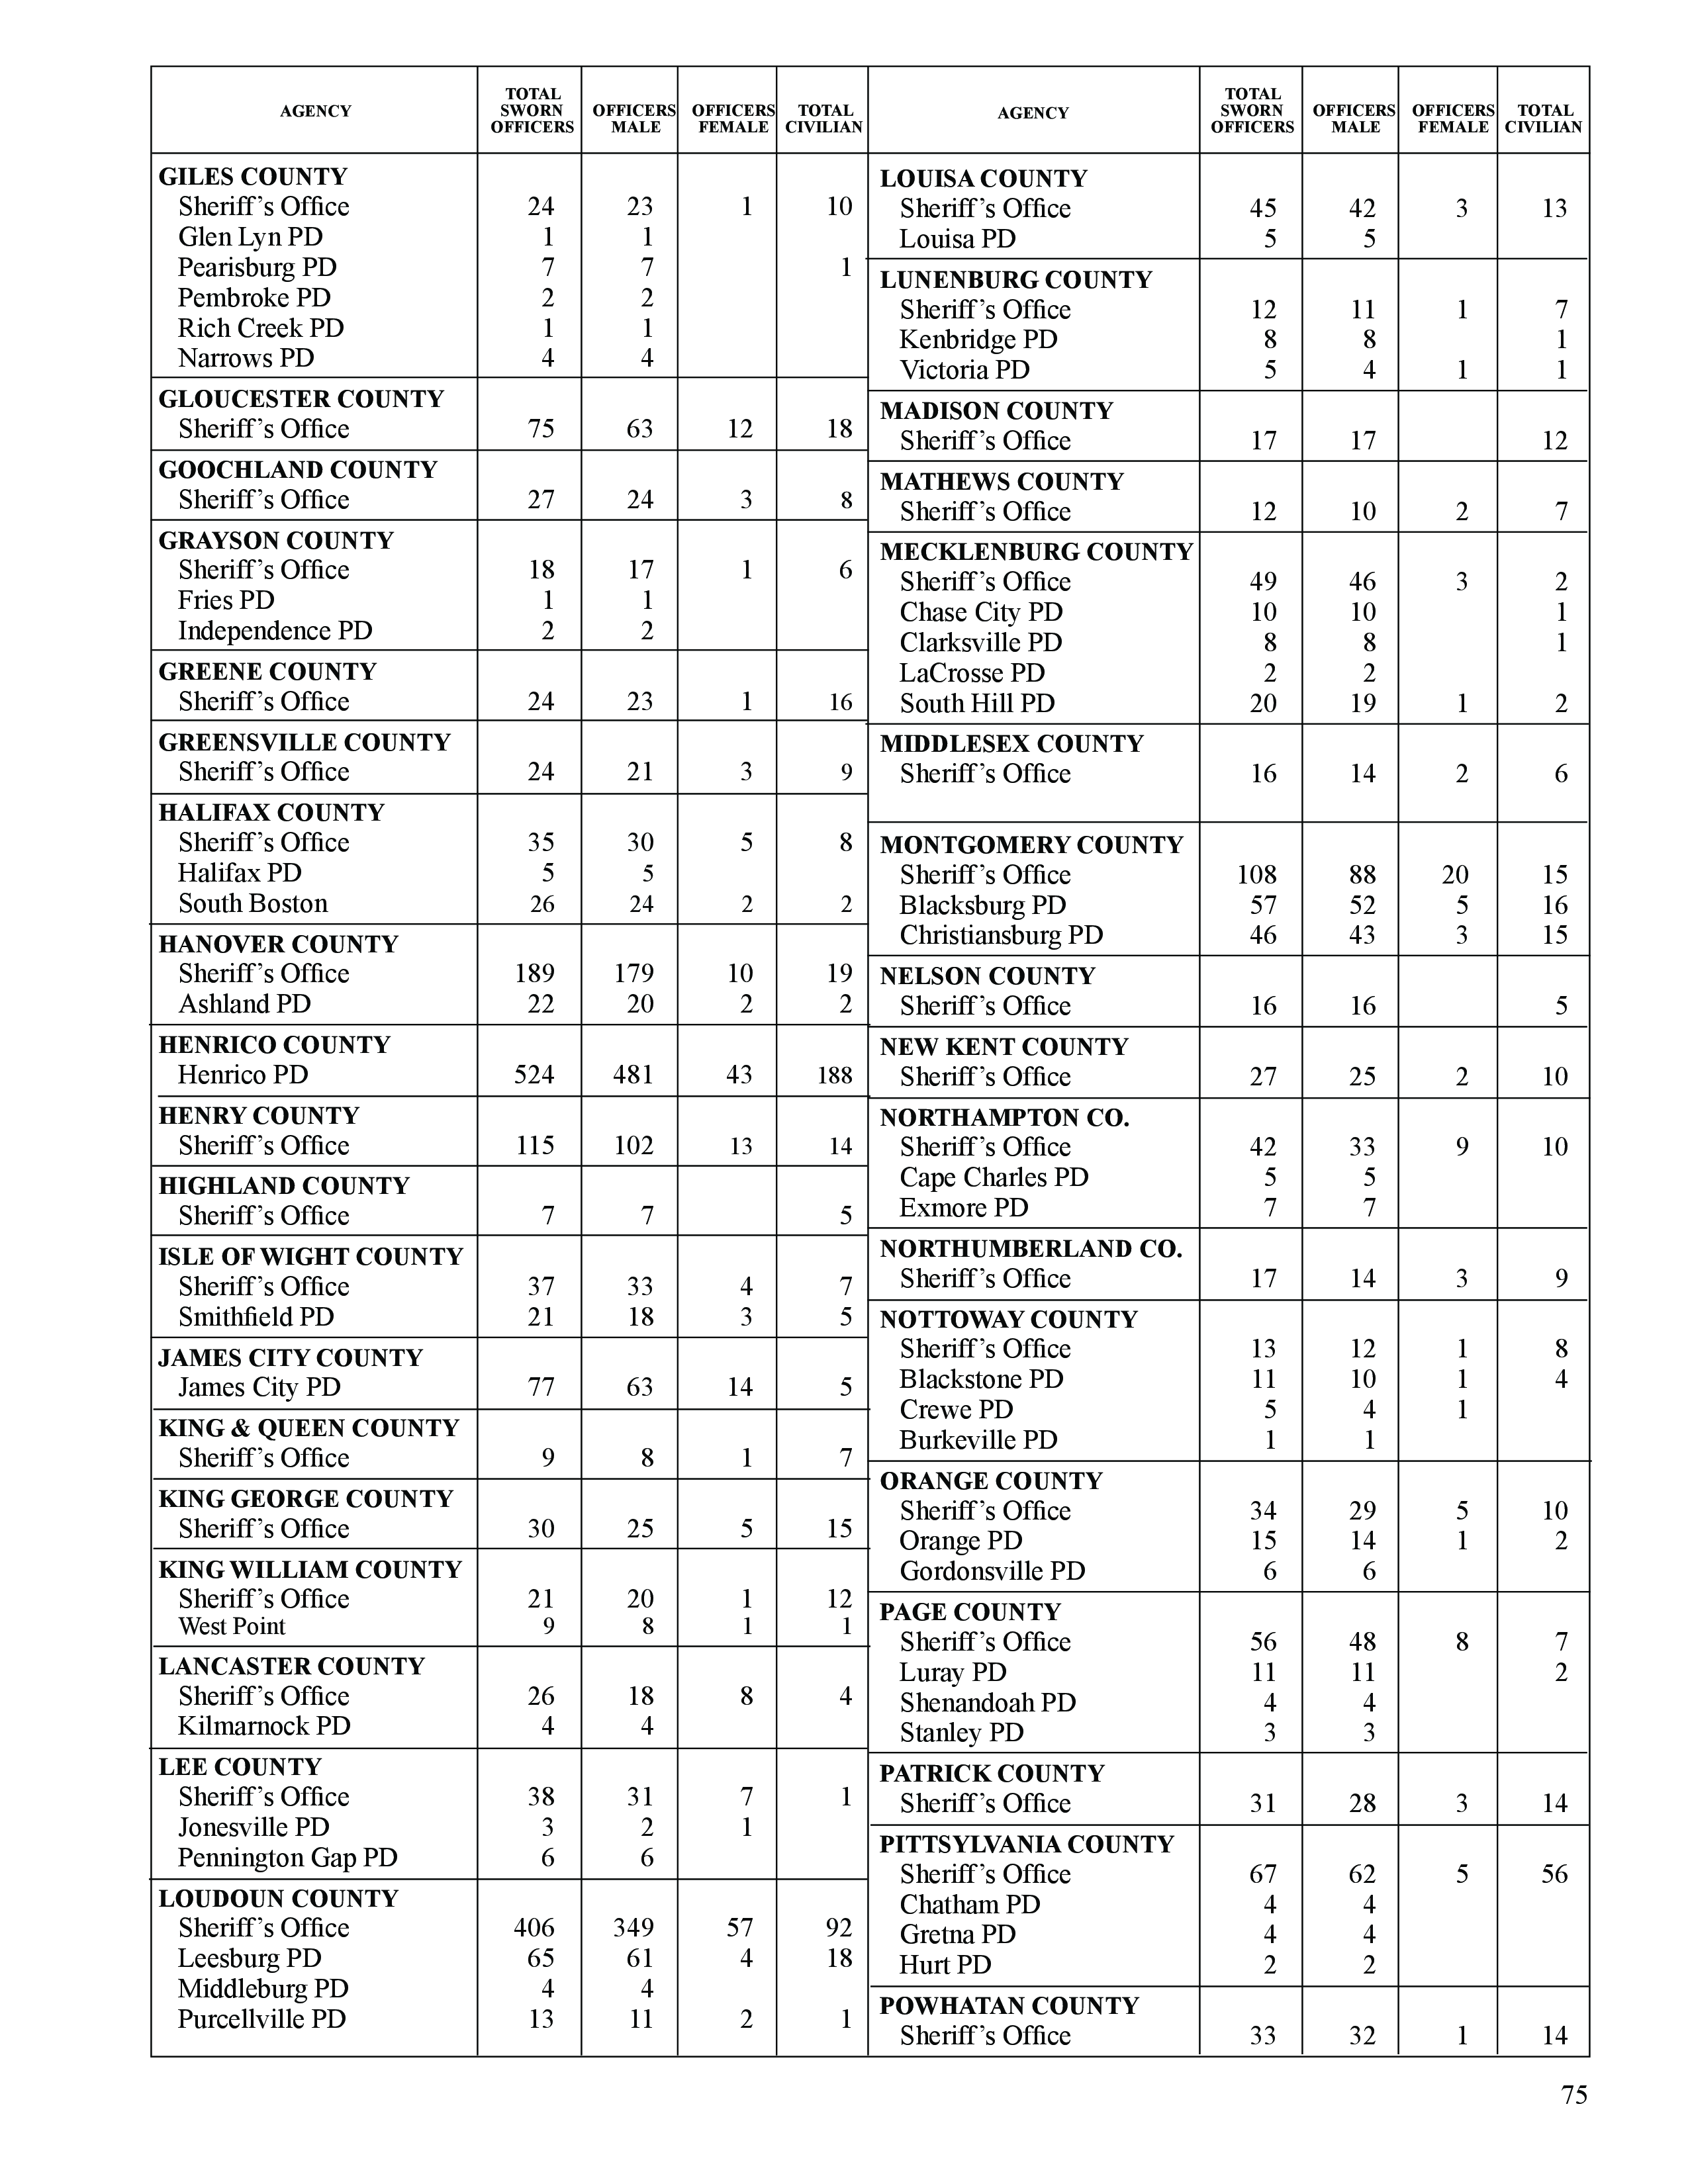 AGENCY TOTAL SWORN OFFICERS OFFICERS MALE OFFICERS FEMALE TOTAL CIVILIAN
GILES COUNTY
Sheriff’s Office 24 23 1 10
Glen Lyn PD 1 1
Pearisburg PD 7 7 1
Pembroke PD 2 2
Rich Creek PD 1 1
Narrows PD 4 4
GLOUCESTER COUNTY
Sheriff’s Office 75 63 12 18
GOOCHLAND COUNTY
Sheriff’s Office 27 24 3 8
GRAYSON COUNTY
Sheriff’s Office 18 17 1 6
Fries PD 1 1
Independence PD 2 2
GREENE COUNTY
Sheriff’s Office 24 23 1 16
GREENSVILLE COUNTY
Sheriff’s Office 24 21 3 9
HALIFAX COUNTY
Sheriff’s Office 35 30 5 8
Halifax PD 5 5
South Boston 26 24 2 2
HANOVER COUNTY
Sheriff’s Office 189 179 10 19
Ashland PD 22 20 2 2
HENRICO COUNTY
Henrico PD 524 481 43 188
HENRY COUNTY
Sheriff’s Office 115 102 13 14
HIGHLAND COUNTY
Sheriff’s Office 7 7 5
ISLE OF WIGHT COUNTY
Sheriff’s Office 37 33 4 7
Smithfield PD 21 18 3 5
JAMES CITY COUNTY
James City PD 77 63 14 5
KING & QUEEN COUNTY
Sheriff’s Office 9 8 1 7
KING GEORGE COUNTY
Sheriff’s Office 30 25 5 15
KING WILLIAM COUNTY
Sheriff’s Office 21 20 1 12
West Point 9 8 1 1
LANCASTER COUNTY
Sheriff’s Office 26 18 8 4
Kilmarnock PD 4 4
LEE COUNTY
Sheriff’s Office 38 31 7 1
Jonesville PD 3 2 1
Pennington Gap PD 6 6
LOUDOUN COUNTY
Sheriff’s Office 406 349 57 92
Leesburg PD 65 61 4 18
Middleburg PD 4 4
Purcellville PD 13 11 2 1
AGENCY TOTAL SWORN OFFICERS OFFICERS MALE OFFICERS FEMALE TOTAL CIVILIAN
LOUISA COUNTY
Sheriff’s Office 45 42 3 13
Louisa PD 5 5
LUNENBURG COUNTY
Sheriff’s Office 12 11 1 7
Kenbridge PD 8 8 1
Victoria PD 5 4 1 1
MADISON COUNTY
Sheriff’s Office 17 17 12
MATHEWS COUNTY
Sheriff’s Office 12 10 2 7
MECKLENBURG COUNTY
Sheriff’s Office 49 46 3 2
Chase City PD 10 10 1
Clarksville PD 8 8 1
LaCrosse PD 2 2
South Hill PD 20 19 1 2
MIDDLESEX COUNTY
Sheriff’s Office 16 14 2 6
MONTGOMERY COUNTY
Sheriff’s Office 108 88 20 15
Blacksburg PD 57 52 5 16
Christiansburg PD 46 43 3 15
NELSON COUNTY
Sheriff’s Office 16 16 5
NEW KENT COUNTY
Sheriff’s Office 27 25 2 10
NORTHAMPTON CO.
Sheriff’s Office 42 33 9 10
Cape Charles PD 5 5
Exmore PD 7 7
NORTHUMBERLAND CO.
Sheriff’s Office 17 14 3 9
NOTTOWAY COUNTY
Sheriff’s Office 13 12 1 8
Blackstone PD 11 10 1 4
Crewe PD 5 4 1
Burkeville PD 1 1
ORANGE COUNTY
Sheriff’s Office 34 29 5 10
Orange PD 15 14 1 2
Gordonsville PD 6 6
PAGE COUNTY
Sheriff’s Office 56 48 8 7
Luray PD 11 11 2
Shenandoah PD 4 4
Stanley PD 3 3
PATRICK COUNTY
Sheriff’s Office 31 28 3 14
PITTSYLVANIA COUNTY
Sheriff’s Office 67 62 5 56
Chatham PD 4 4
Gretna PD 4 4
Hurt PD 2 2
POWHATAN COUNTY
Sheriff’s Office 33 32 1 14
75